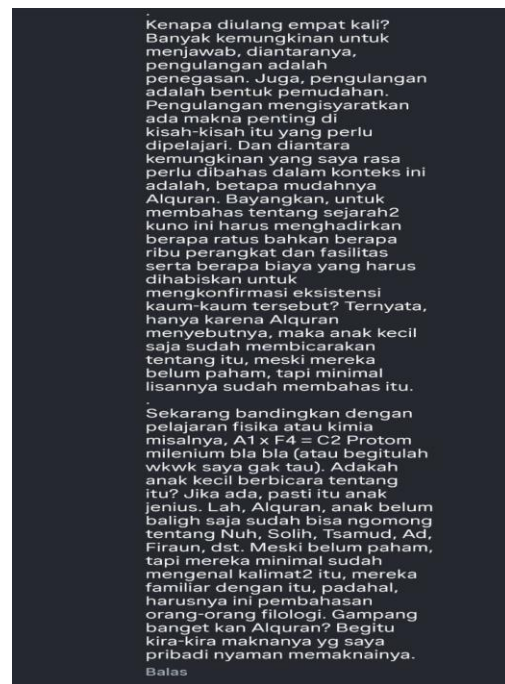 .
Kenapa diulang empat kali?
Banyak kemungkinan untuk
menjawab, diantaranya,
pengulangan adalah
penegasan. Juga, pengulangan
adalah bentuk pemudahan.
Pengulangan mengisyaratkan
ada makna penting di
kisah-kisah itu yang perlu
dipelajari. Dan diantara
kemungkinan yang saya rasa
perlu dibahas dalam konteks ini
adalah, betapa mudahnya
Alquran. Bayangkan, untuk
membahas tentang sejarah2
kuno ini harus menghadirkan
berapa ratus bahkan berapa
ribu perangkat dan fasilitas
serta berapa biaya yang harus
dihabiskan untuk
mengkonfirmasi eksistensi
kaum-kaum tersebut? Ternyata,
hanya karena Alquran
menyebutnya, maka anak kecil
saja sudah membicarakan
tentang itu, meski mereka
belum paham, tapi minimal
lisannya sudah membahas itu.
.
Sekarang bandingkan dengan
pelajaran fisika atau kimia
misalnya, A1 x F4 = C2 Protom
milenium bla bla (atau begitulah
wkwk saya gak tau). Adakah
anak kecil berbicara tentang
itu? Jika ada, pasti itu anak
jenius. Lah, Alquran, anak belum
baligh saja sudah bisa ngomong
tentang Nuh, Solih, Tsamud, Ad,
Firaun, dst. Meski belum paham,
tapi mereka minimal sudah
mengenal kalimat2 itu, mereka
familiar dengan itu, padahal,
harusnya ini pembahasan
orang-orang filologi. Gampang
banget kan Alquran? Begitu
kira-kira maknanya yg saya
pribadi nyaman memaknainya.
Balas